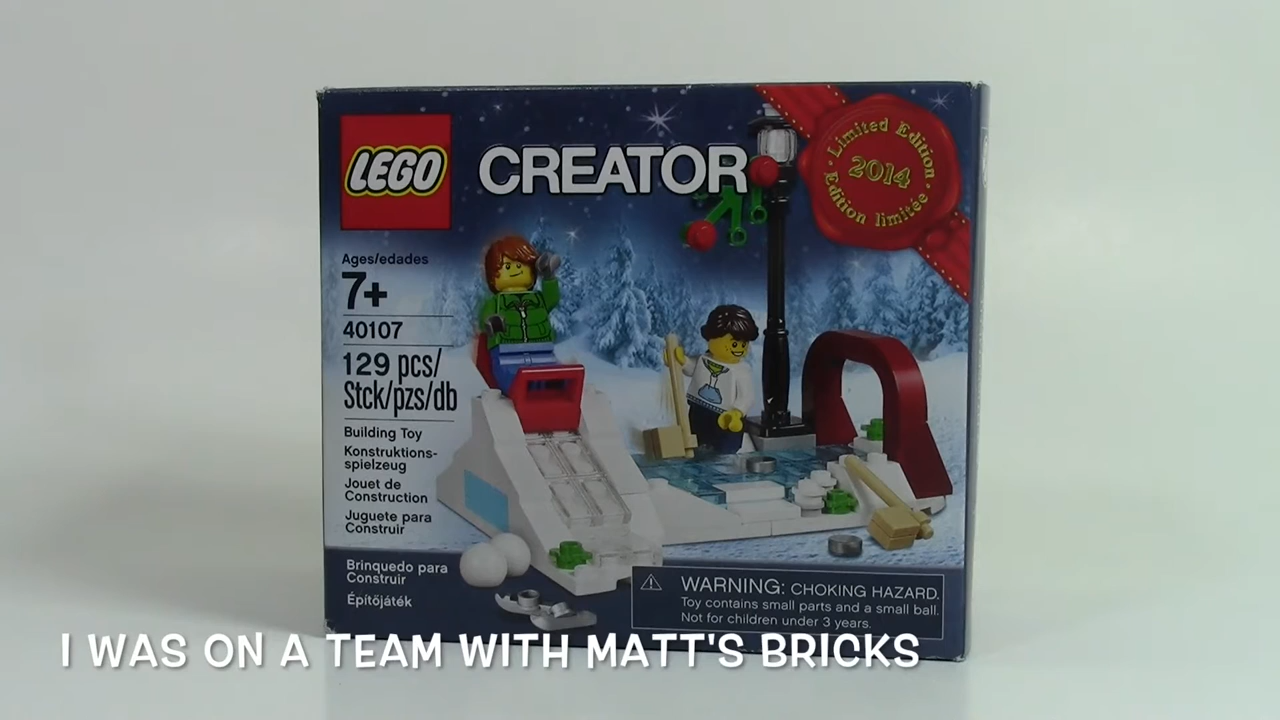 LEGO CREATOR
Limited Edition
2014
Edition limitée
Ages/edades
7+
40107
129 pcs/
Stck/pzs/db
Building Toy
Konstruktions-
spielzeug
Jouet de
Construction
Juguete para
Construir
Brinquedo para
Construir
Építőjáték
WARNING: CHOKING HAZARD.
Toy contains small parts and a small ball.
Not for children under 3 years.
I WAS ON A TEAM WITH MATT'S BRICKS